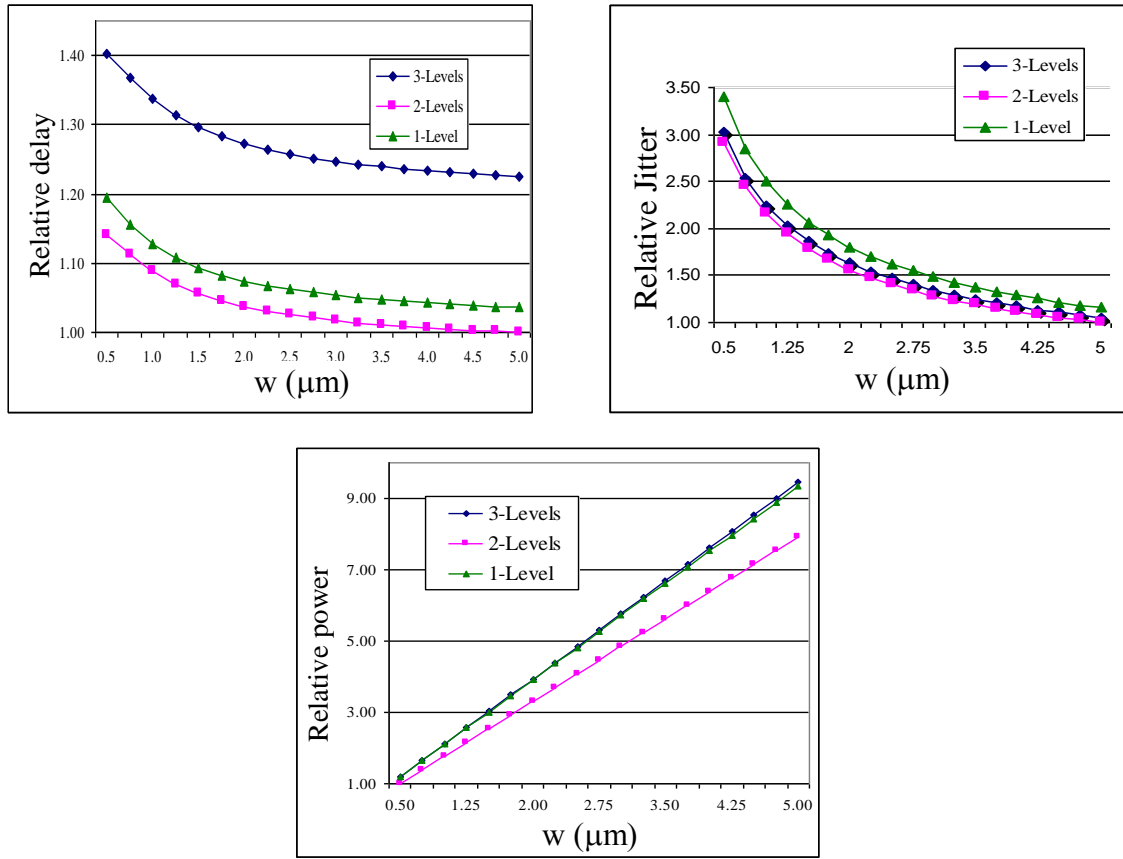 Relative delay
1.40
1.30
1.20
1.10
1.00
3-Levels
2-Levels
1-Level
0.5 1.0 1.5 2.0 2.5 3.0 3.5 4.0 4.5 5.0
w (μm)
Relative Jitter
3.50
3.00
2.50
2.00
1.50
1.00
3-Levels
2-Levels
1-Level
0.5 1.25 2 2.75 3.5 4.25 5
w (μm)
Relative power
9.00
7.00
5.00
3.00
1.00
3-Levels
2-Levels
1-Level
0.50 1.25 2.00 2.75 3.50 4.25 5.00
w (μm)